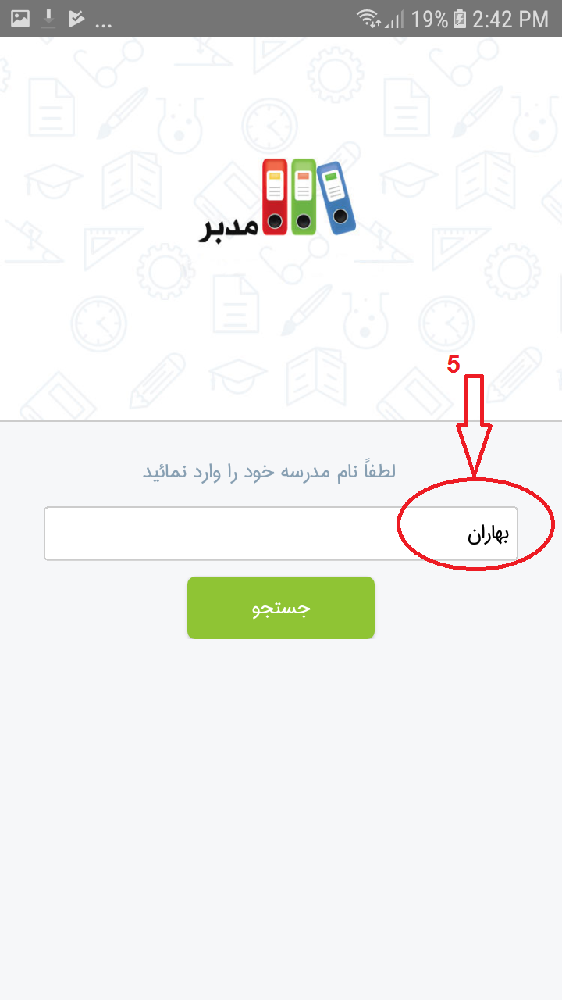 ... 19% 2:42 PM
مدبر
5
لطفاً نام مدرسه خود را وارد نمائید
بهاران
جستجو